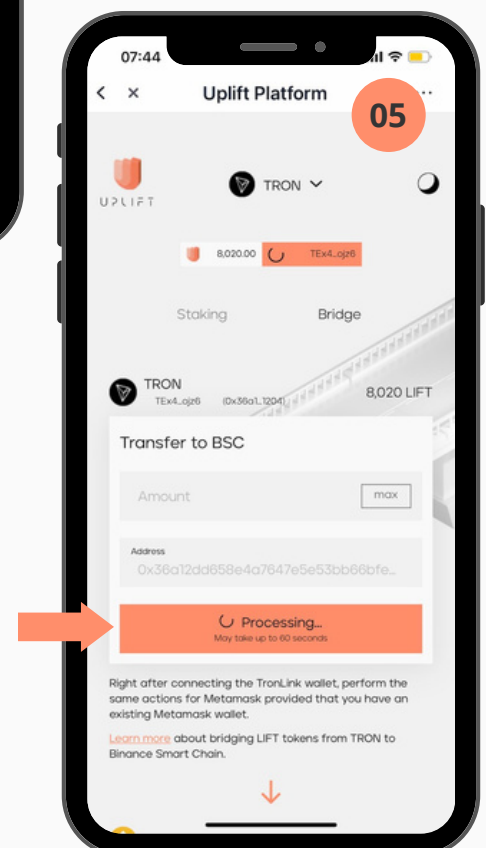 07:44
Uplift Platform
05
UPLIFT
TRON
8,020.00
TEx4...ojz6
Staking
Bridge
TRON
TEx4...ojz6 (0x36a1...1204)
8,020 LIFT
Transfer to BSC
Amount
max
Address
0x36a12dd658e4a7647e5e53bb66bfe...
Processing...
May take up to 60 seconds
Right after connecting the TronLink wallet, perform the
same actions for Metamask provided that you have an
existing Metamask wallet.
Learn more about bridging LIFT tokens from TRON to
Binance Smart Chain.